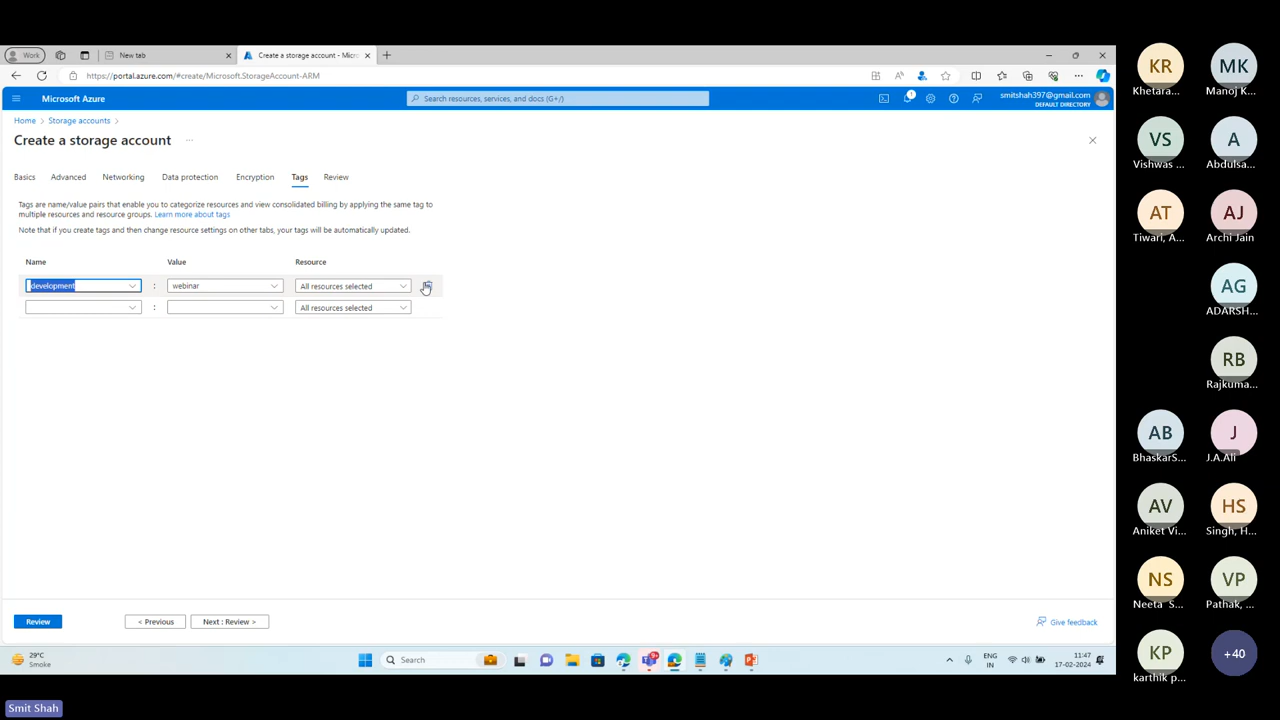 Work
New tab
Create a storage account - Micro
https://portal.azure.com/#create/Microsoft.StorageAccount-ARM
Microsoft Azure
Search resources, services, and docs (G+/)
1
smitshah397@gmail.com
DEFAULT DIRECTORY
Home > Storage accounts >
Create a storage account
Basics
Advanced
Networking
Data protection
Encryption
Tags
Review
Tags are name/value pairs that enable you to categorize resources and view consolidated billing by applying the same tag to
multiple resources and resource groups. Learn more about tags
Note that if you create tags and then change resource settings on other tabs, your tags will be automatically updated.
Name
Value
Resource
development : webinar All resources selected
: All resources selected
Review
< Previous
Next : Review >
Give feedback
29°C
Smoke
Search
ENG
IN
11:47
17-02-2024
KR
Khetara...
MK
Manoj K...
VS
Vishwas ...
A
Abdulsa...
AT
Tiwari, A...
AJ
Archi Jain
AG
ADARSH...
RB
Rajkuma...
AB
BhaskarS...
J
J.A.Ali
AV
Aniket Vi...
HS
Singh, H...
NS
Neeta S...
VP
Pathak, ...
KP
karthik p...
+40
Smit Shah